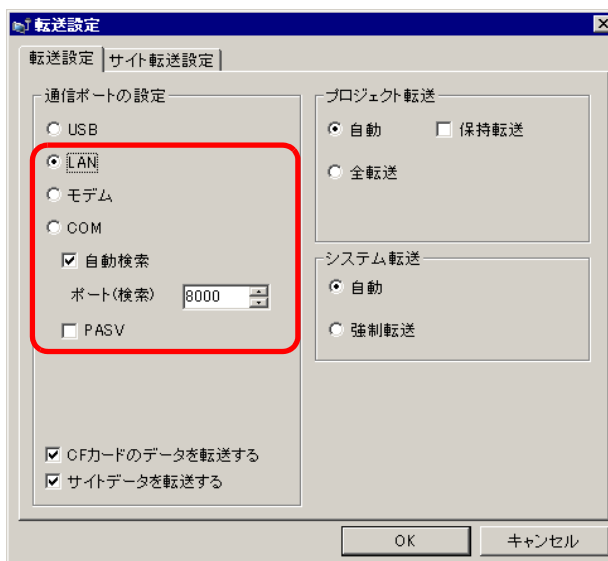 転送設定
転送設定 サイト転送設定
通信ポートの設定
USB
LAN
モデム
COM
自動検索
ポート(検索) 8000
PASV
CFカードのデータを転送する
サイトデータを転送する
プロジェクト転送
自動 保持転送
全転送
システム転送
自動
強制転送
OK キャンセル